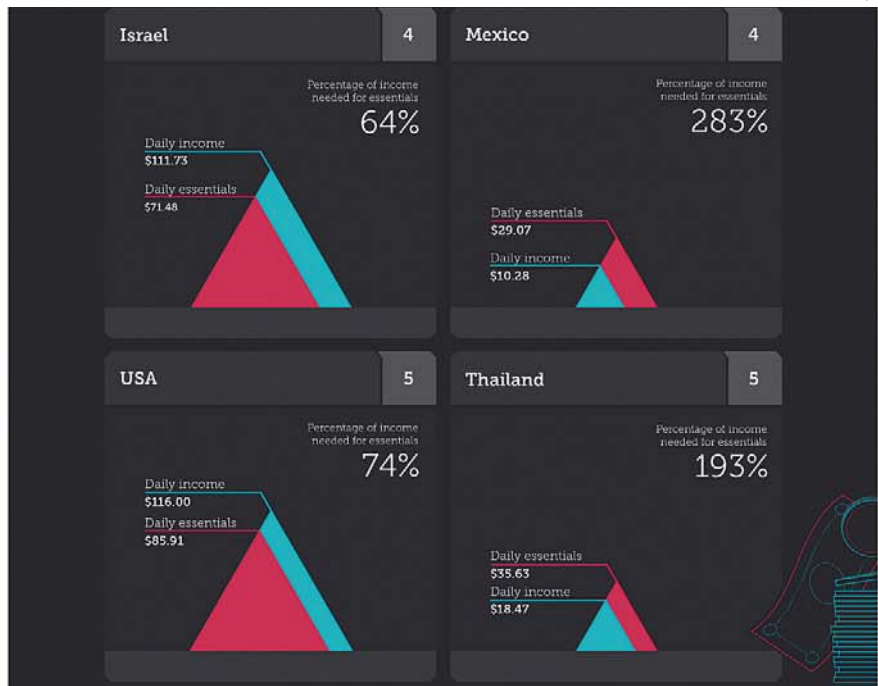 Israel 4
Percentage of income
needed for essentials
64%
Daily income
$111.73
Daily essentials
$71.48
Mexico 4
Percentage of income
needed for essentials
283%
Daily essentials
$29.07
Daily income
$10.28
USA 5
Percentage of income
needed for essentials
74%
Daily income
$116.00
Daily essentials
$85.91
Thailand 5
Percentage of income
needed for essentials
193%
Daily essentials
$35.63
Daily income
$18.47